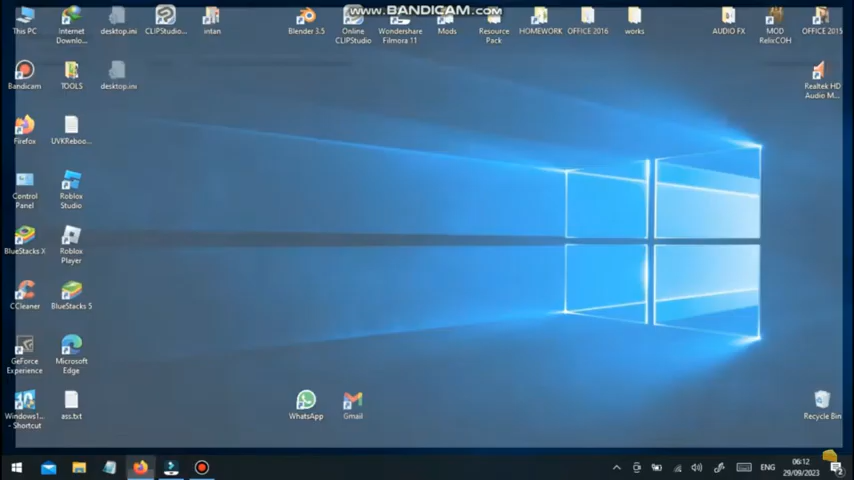 www.BANDICAM.com
This PC
Internet
Downlo...
desktop.ini
CLIPStudio...
intan
Blender 3.5
Online
CLIPStudio
Wondershare
Filmora 11
Mods
Resource
Pack
HOMEWORK
OFFICE 2016
works
AUDIO FX
MOD
RelixCOH
OFFICE 2015
Bandicam
TOOLS
desktop.ini
Realtek HD
Audio M...
Firefox
UVKReboo...
Control
Panel
Roblox
Studio
BlueStacks X
Roblox
Player
CCleaner
BlueStacks 5
GeForce
Experience
Microsoft
Edge
Windows1...
- Shortcut
ass.txt
WhatsApp
Gmail
Recycle Bin
ENG
06:12
29/09/2023
2